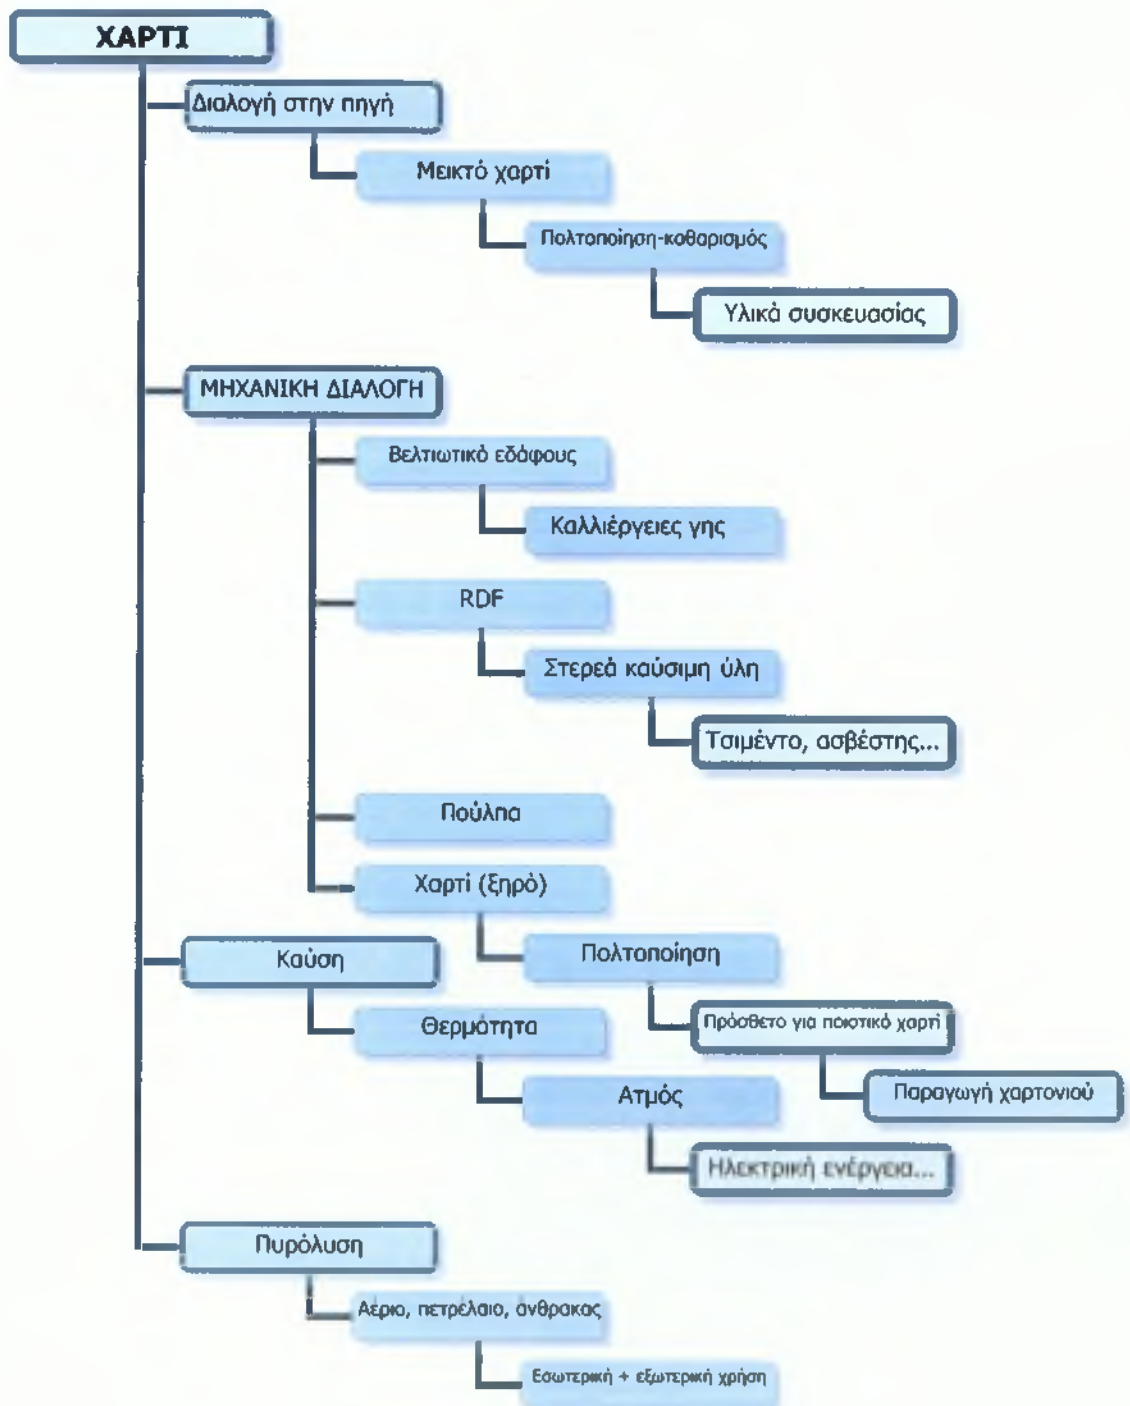 ΧΑΡΤΙ
Διαλογή στην πηγή
Μεικτό χαρτί
Πολτοποίηση-καθαρισμός
Υλικά συσκευασίας
ΜΗΧΑΝΙΚΗ ΔΙΑΛΟΓΗ
Βελτιωτικό εδάφους
Καλλιέργειες γης
RDF
Στερεά καύσιμη ύλη
Τσιμέντο, ασβέστης...
Πούλπα
Χαρτί (ξηρό)
Καύση
Πολτοποίηση
Θερμότητα
Πρόσθετο για ποιοτικό χαρτί
Ατμός
Παραγωγή χαρτονιού
Ηλεκτρική ενέργεια...
Πυρόλυση
Αέριο, πετρέλαιο, άνθρακας
Εσωτερική + εξωτερική χρήση